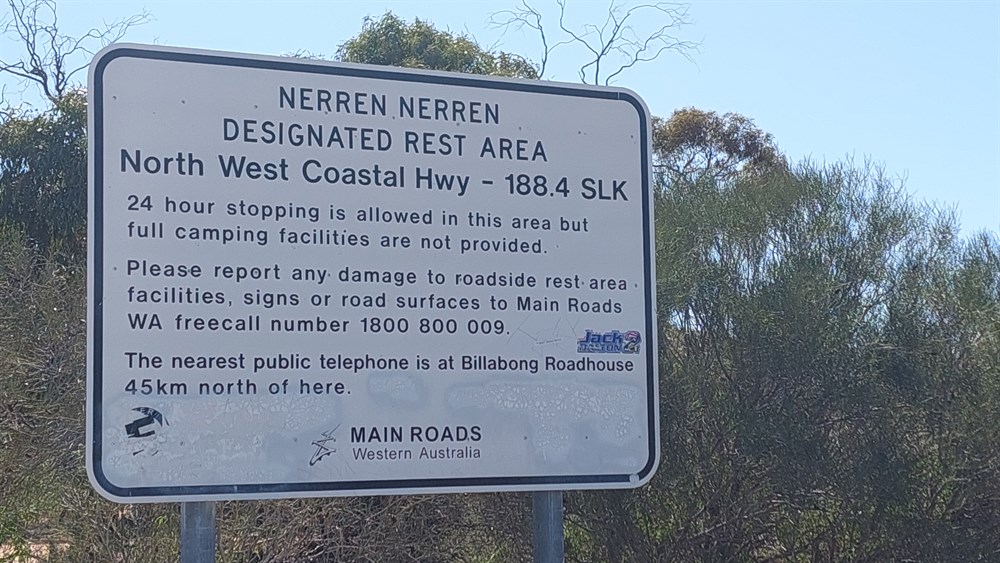 NERREN NERREN
DESIGNATED REST AREA
North West Coastal Hwy - 188.4 SLK
24 hour stopping is allowed in this area but
full camping facilities are not provided.
Please report any damage to roadside rest area
facilities, signs or road surfaces to Main Roads
WA freecall number 1800 800 009.
Jack
The nearest public telephone is at Billabong Roadhouse
45km north of here.
MAIN ROADS
Western Australia